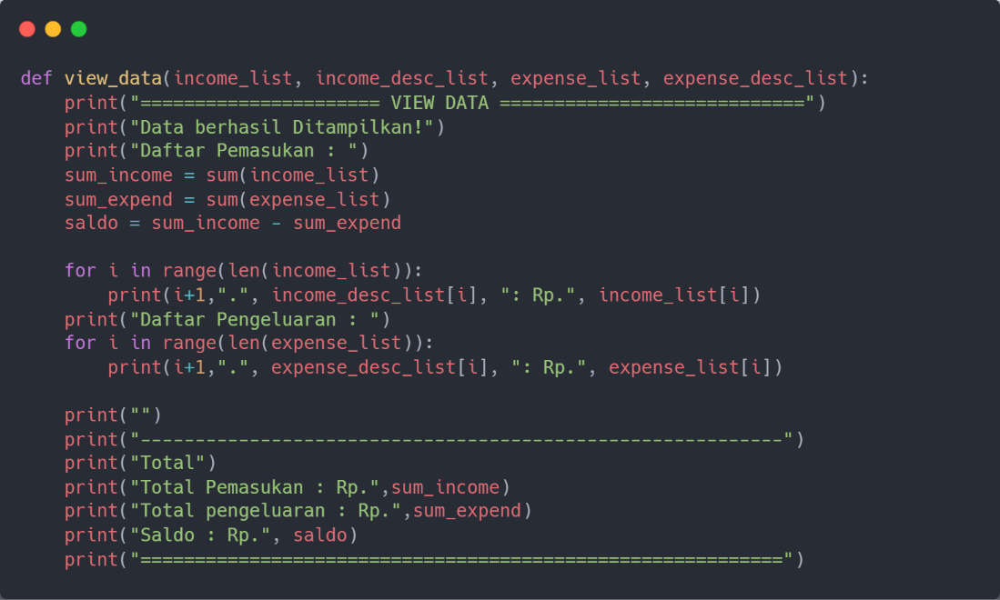 def view_data(income_list, income_desc_list, expense_list, expense_desc_list):
    print("====================== VIEW DATA ============================")
    print("Data berhasil Ditampilkan!")
    print("Daftar Pemasukan : ")
    sum_income = sum(income_list)
    sum_expend = sum(expense_list)
    saldo = sum_income - sum_expend

    for i in range(len(income_list)):
        print(i+1,".", income_desc_list[i], ": Rp.", income_list[i])
    print("Daftar Pengeluaran : ")
    for i in range(len(expense_list)):
        print(i+1,".", expense_desc_list[i], ": Rp.", expense_list[i])

    print("")
    print("-----------------------------------------------------------")
    print("Total")
    print("Total Pemasukan : Rp.",sum_income)
    print("Total pengeluaran : Rp.",sum_expend)
    print("Saldo : Rp.", saldo)
    print("===========================================================")